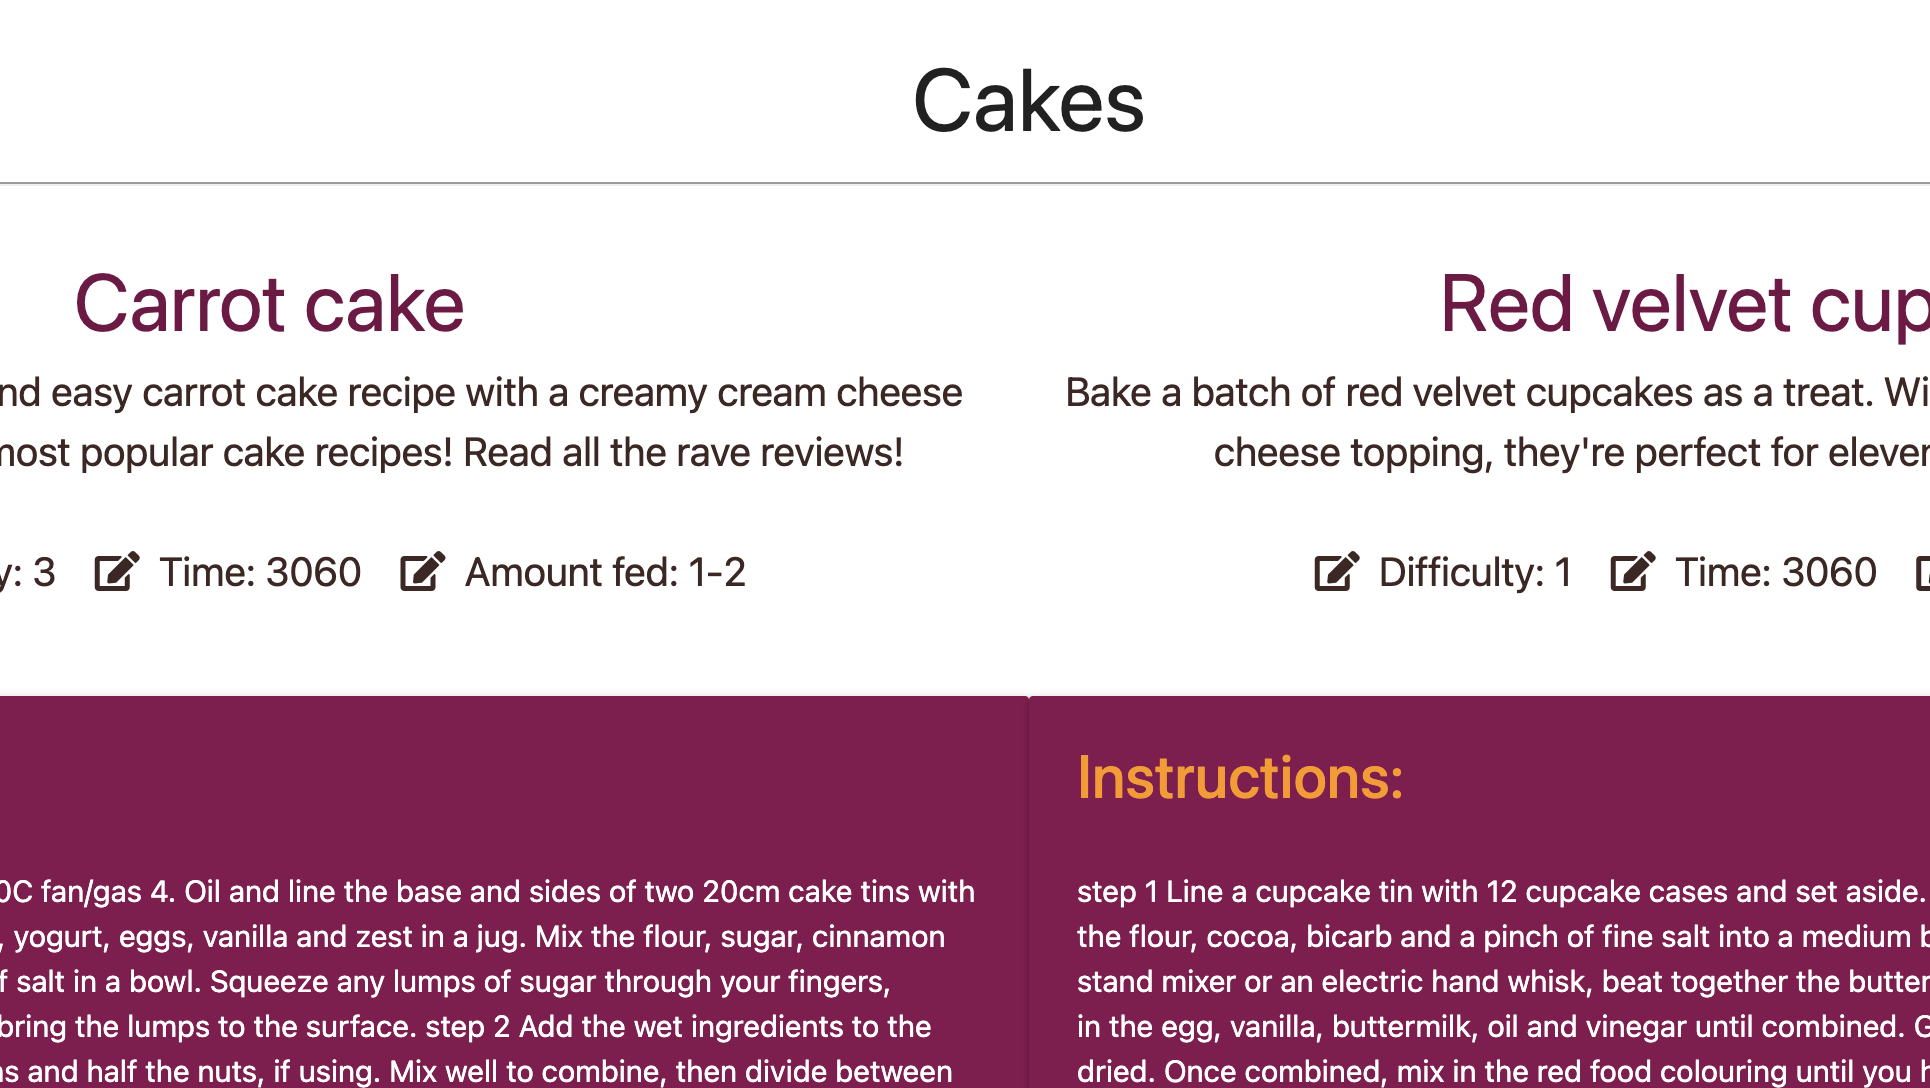 Cakes
Carrot cake
nd easy carrot cake recipe with a creamy cream cheese
most popular cake recipes! Read all the rave reviews!
y: 3 Time: 3060 Amount fed: 1-2
Red velvet cup
Bake a batch of red velvet cupcakes as a treat. Wi
cheese topping, they're perfect for elever
Difficulty: 1 Time: 3060
0C fan/gas 4. Oil and line the base and sides of two 20cm cake tins with
, yogurt, eggs, vanilla and zest in a jug. Mix the flour, sugar, cinnamon
f salt in a bowl. Squeeze any lumps of sugar through your fingers,
bring the lumps to the surface. step 2 Add the wet ingredients to the
s and half the nuts, if using. Mix well to combine, then divide between
Instructions:
step 1 Line a cupcake tin with 12 cupcake cases and set aside.
the flour, cocoa, bicarb and a pinch of fine salt into a medium b
stand mixer or an electric hand whisk, beat together the butter
in the egg, vanilla, buttermilk, oil and vinegar until combined. G
dried. Once combined, mix in the red food colouring until you